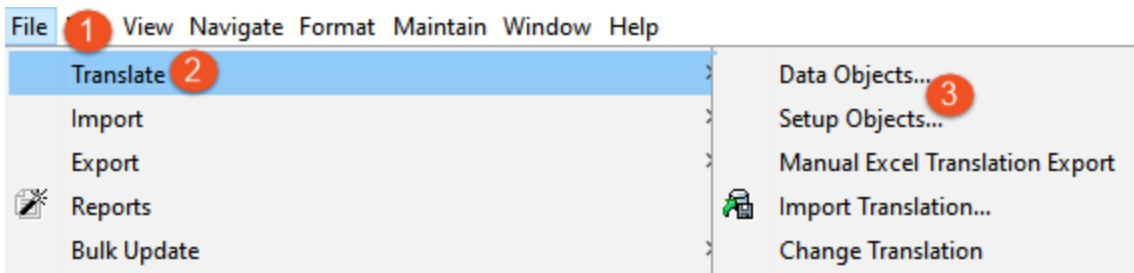 File 1 View Navigate Format Maintain Window Help
Translate 2
Import
Export
Reports
Bulk Update
Data Objects...
3
Setup Objects...
Manual Excel Translation Export
Import Translation...
Change Translation